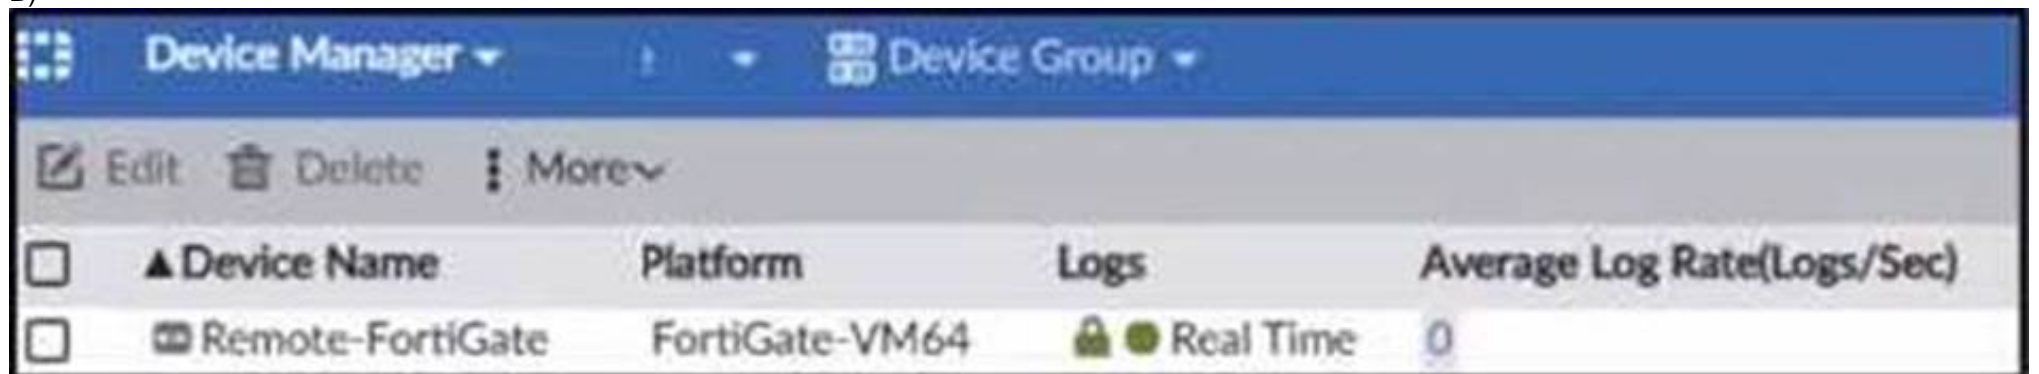 Device Manager Device Group
Edit Delete More
Device Name Platform Logs Average Log Rate(Logs/Sec)
Remote-FortiGate FortiGate-VM64 Real Time 0